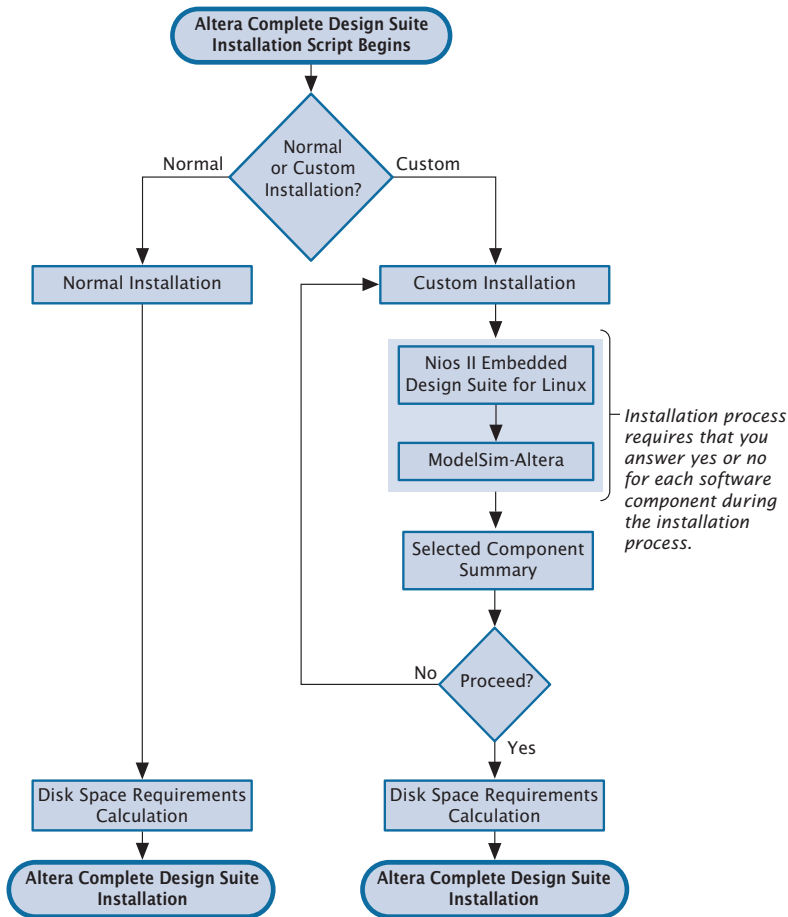 Altera Complete Design Suite
Installation Script Begins
Normal
or Custom
Installation?
Normal
Custom
Normal Installation
Custom Installation
Nios II Embedded
Design Suite for Linux
ModelSim-Altera
Installation process
requires that you
answer yes or no
for each software
component during
the installation
process.
Selected Component
Summary
Proceed?
No
Yes
Disk Space Requirements
Calculation
Disk Space Requirements
Calculation
Altera Complete Design Suite
Installation
Altera Complete Design Suite
Installation